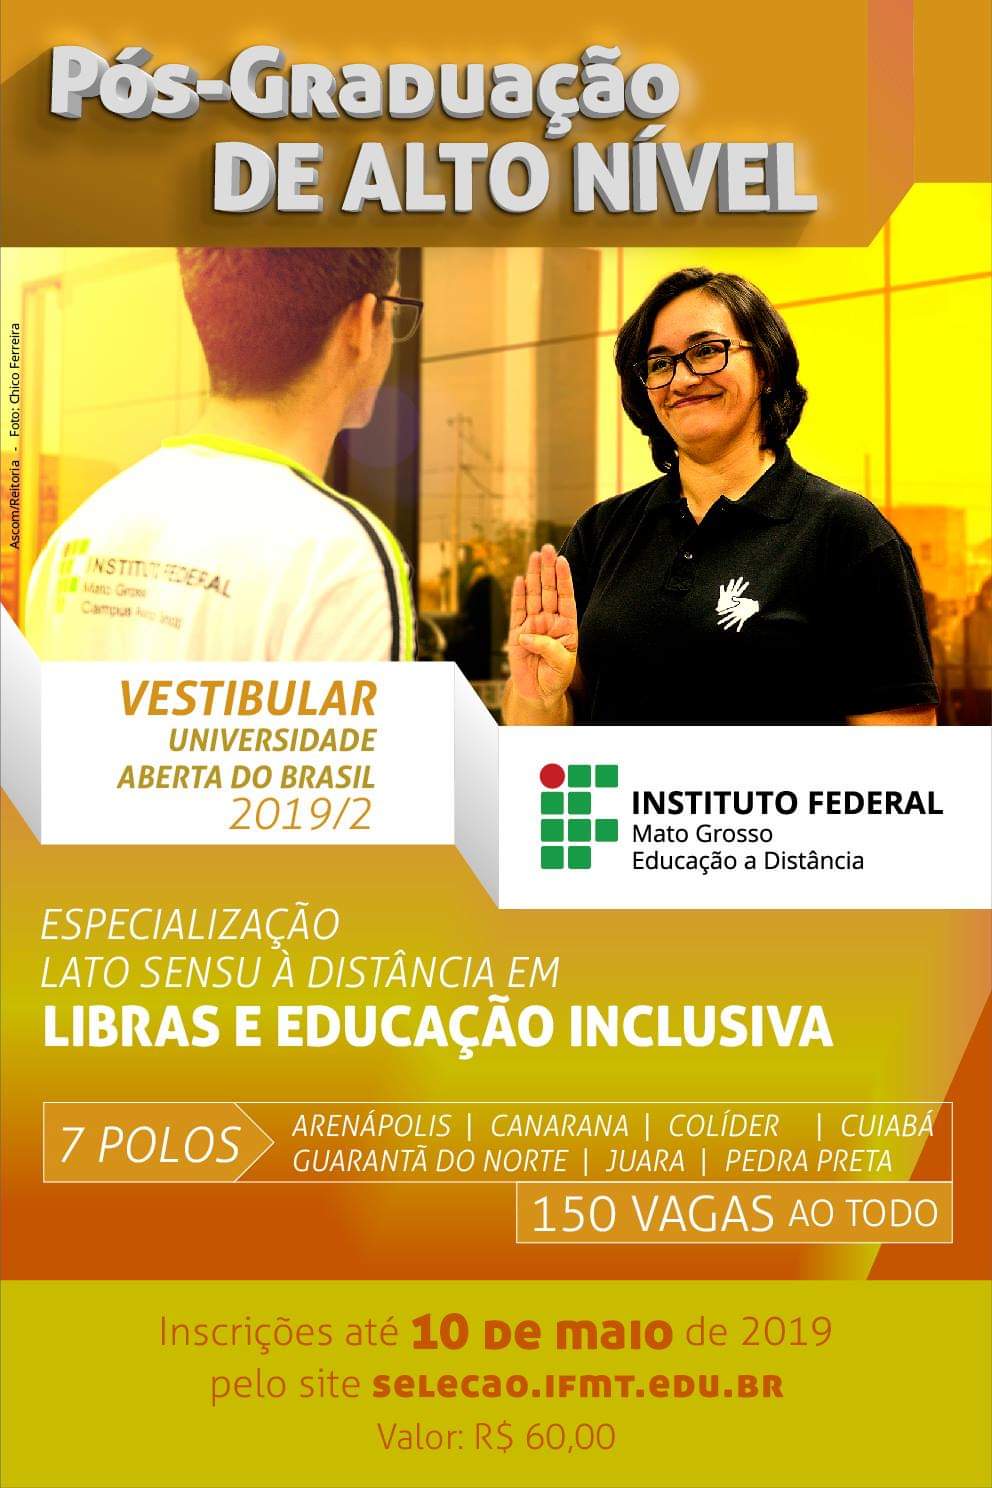 Pós-Graduação
DE ALTO NÍVEL
Ascom/Reitoria - Foto: Chico Ferreira
INSTITUTO FEDERAL
Mato Grosso
Campus
VESTIBULAR
UNIVERSIDADE
ABERTA DO BRASIL
2019/2
INSTITUTO FEDERAL
Mato Grosso
Educação a Distância
ESPECIALIZAÇÃO
LATO SENSU À DISTÂNCIA EM
LIBRAS E EDUCAÇÃO INCLUSIVA
7 POLOS
ARENÁPOLIS | CANARANA | COLÍDER | CUIABÁ
GUARANTÃ DO NORTE | JUARA | PEDRA PRETA
150 VAGAS AO TODO
Inscrições até 10 DE MAIO de 2019
pelo site SELECAO.IFMT.EDU.BR
Valor: R$ 60,00